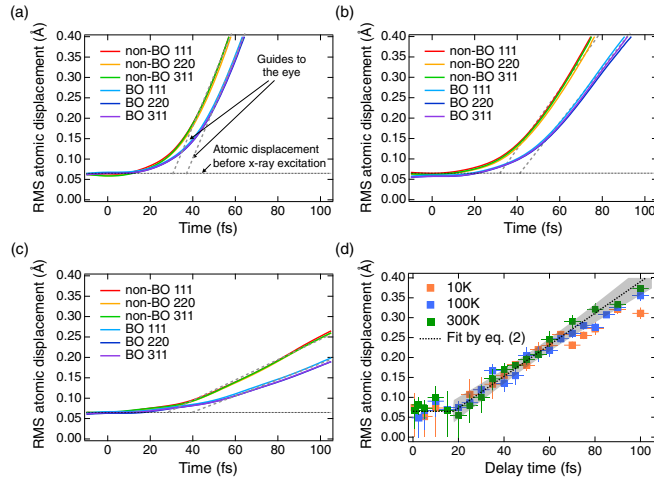 (a)
RMS atomic displacement (Å)
0.40
0.35
0.30
0.25
0.20
0.15
0.10
0.05
0.00
non-BO 111
non-BO 220
non-BO 311
BO 111
BO 220
BO 311
Guides to
the eye
Atomic displacement
before x-ray excitation
0 20 40 60 80 100
Time (fs)
(b)
RMS atomic displacement (Å)
0.40
0.35
0.30
0.25
0.20
0.15
0.10
0.05
0.00
non-BO 111
non-BO 220
non-BO 311
BO 111
BO 220
BO 311
0 20 40 60 80 100
Time (fs)
(c)
RMS atomic displacement (Å)
0.40
0.35
0.30
0.25
0.20
0.15
0.10
0.05
0.00
non-BO 111
non-BO 220
non-BO 311
BO 111
BO 220
BO 311
0 20 40 60 80 100
Time (fs)
(d)
RMS atomic displacement (Å)
0.40
0.35
0.30
0.25
0.20
0.15
0.10
0.05
0.00
10K
100K
300K
Fit by eq. (2)
0 20 40 60 80 100
Delay time (fs)